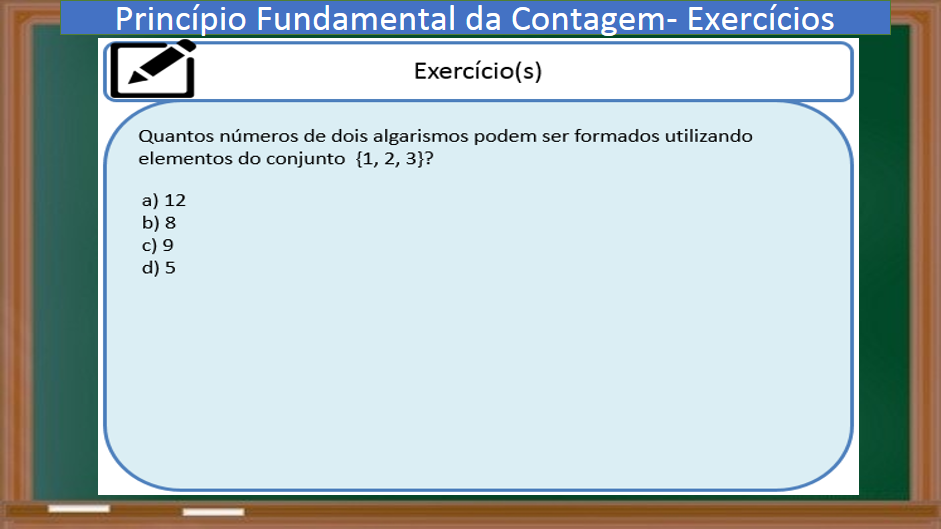 Princípio Fundamental da Contagem- Exercícios
Exercício(s)
Quantos números de dois algarismos podem ser formados utilizando
elementos do conjunto {1, 2, 3}?
a) 12
b) 8
c) 9
d) 5